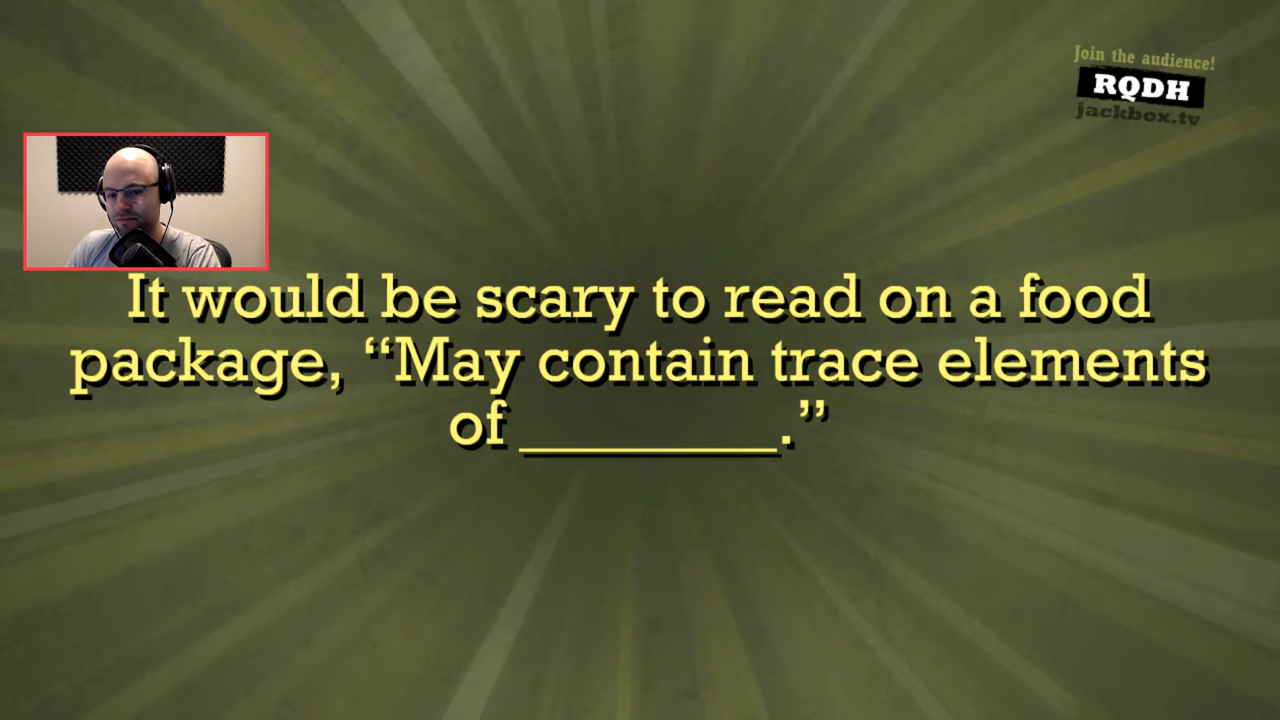 Join the audience!
RQDH
jackbox.tv
It would be scary to read on a food
package, “May contain trace elements
of ________.”